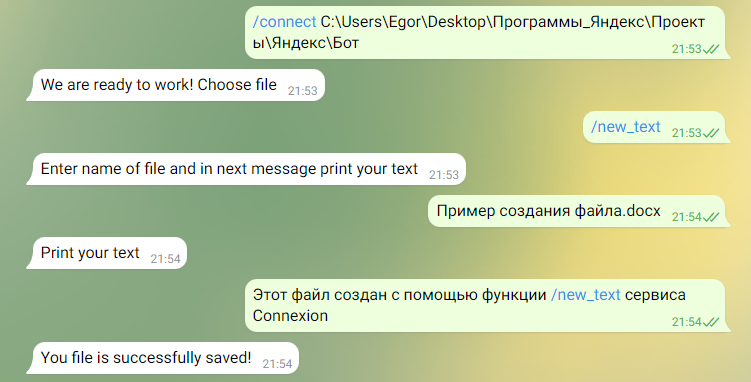 /connect C:\Users\Egor\Desktop\Программы_Яндекс\Проект
ы\Яндекс\Бот
21:53
We are ready to work! Choose file
21:53
/new_text
21:53
Enter name of file and in next message print your text
21:53
Пример создания файла.docx
21:54
Print your text
21:54
Этот файл создан с помощью функции /new_text сервиса
Connexion
21:54
You file is successfully saved!
21:54